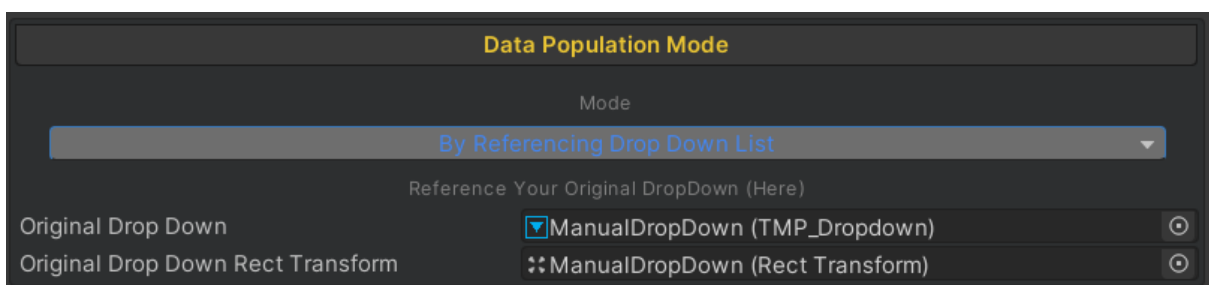 Data Population Mode
Mode
By Referencing Drop Down List
Reference Your Original DropDown (Here)
Original Drop Down ManualDropDown (TMP_Dropdown)
Original Drop Down Rect Transform ManualDropDown (Rect Transform)